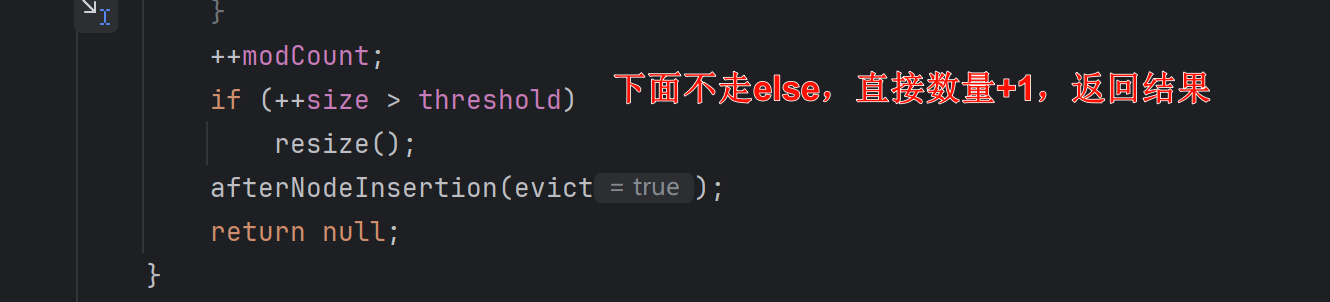 }
++modCount;
if (++size > threshold) 下面不走else，直接数量+1，返回结果
resize();
afterNodeInsertion(evict = true);
return null;
}